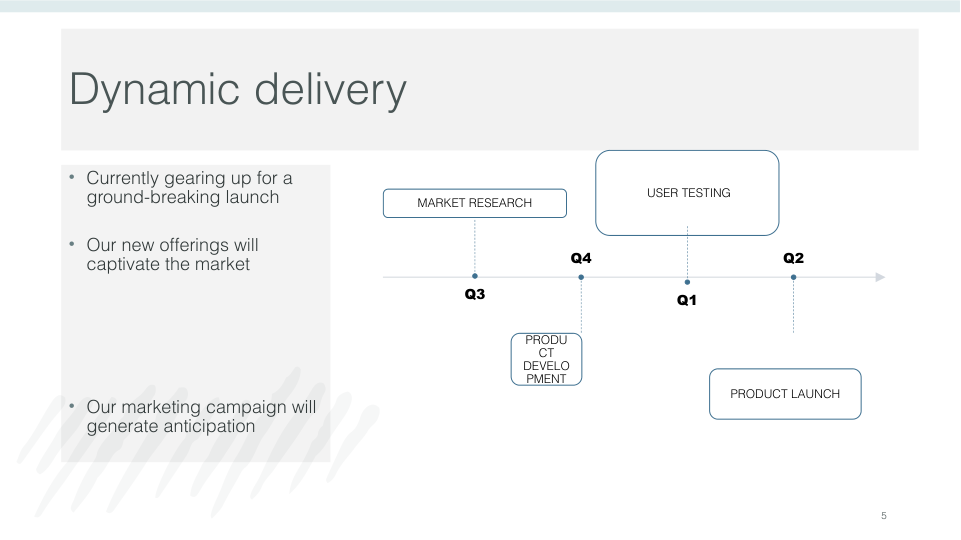 Dynamic delivery
• Currently gearing up for a
ground-breaking launch
• Our new offerings will
captivate the market
• Our marketing campaign will
generate anticipation
MARKET RESEARCH
USER TESTING
Q4
Q2
Q3
Q1
PRODU
CT
DEVELO
PMENT
PRODUCT LAUNCH
5